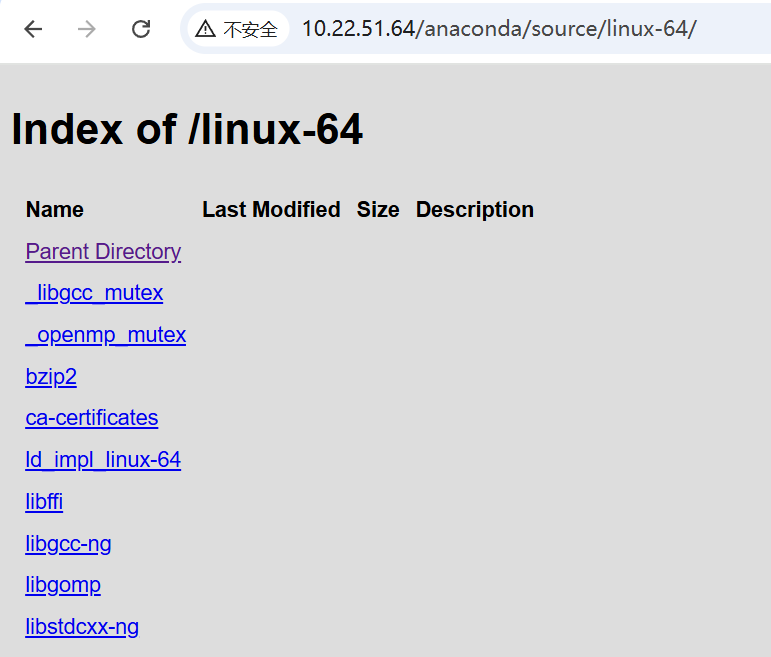 不安全 10.22.51.64/anaconda/source/linux-64/
Index of /linux-64
Name Last Modified Size Description
Parent Directory
_libgcc_mutex
_openmp_mutex
bzip2
ca-certificates
ld_impl_linux-64
libffi
libgcc-ng
libgomp
libstdcxx-ng